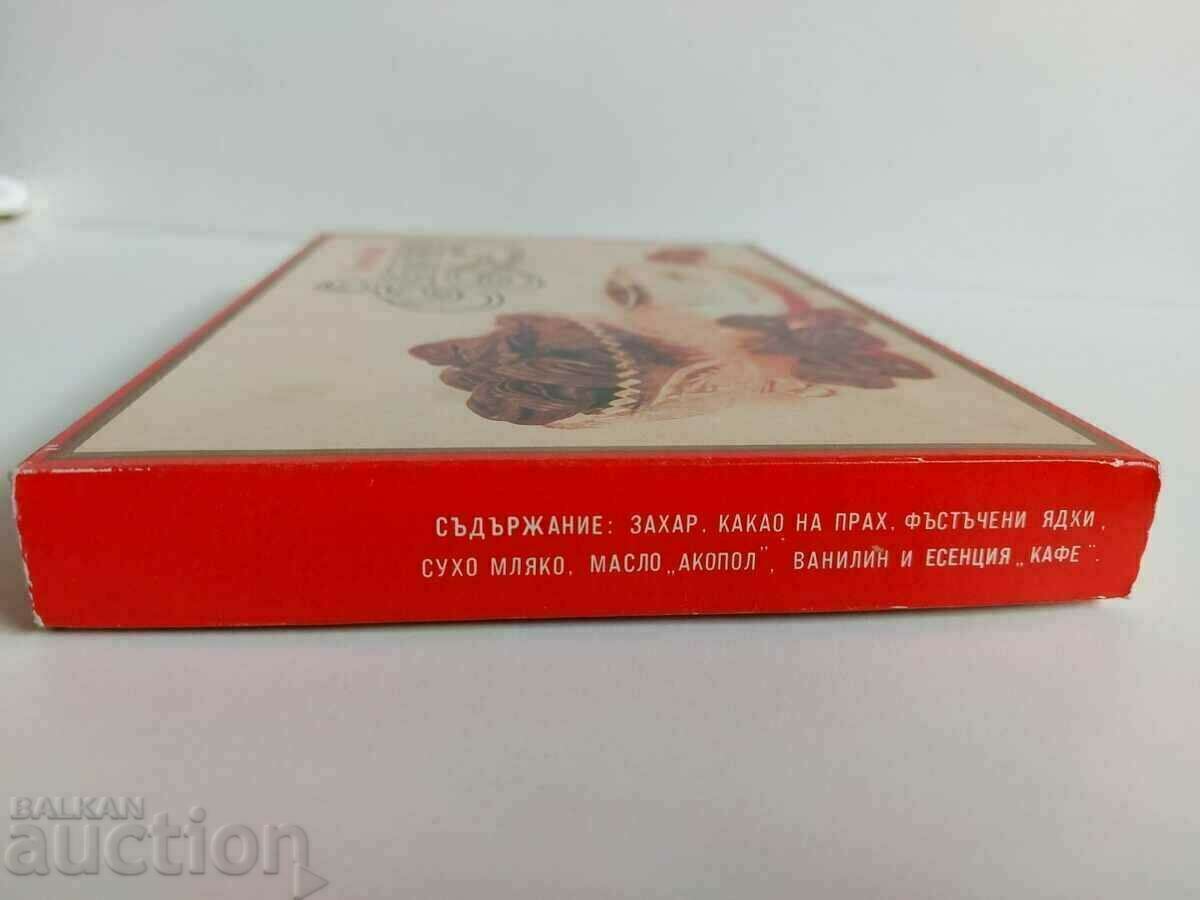 СЪДЪРЖАНИЕ: ЗАХАР, КАКАО НА ПРАХ, ФЪСТЪЧЕНИ ЯДКИ,
СУХО МЛЯКО, МАСЛО „АКОПОЛ", ВАНИЛИН И ЕСЕНЦИЯ „КАФЕ".
BALKAN
auction